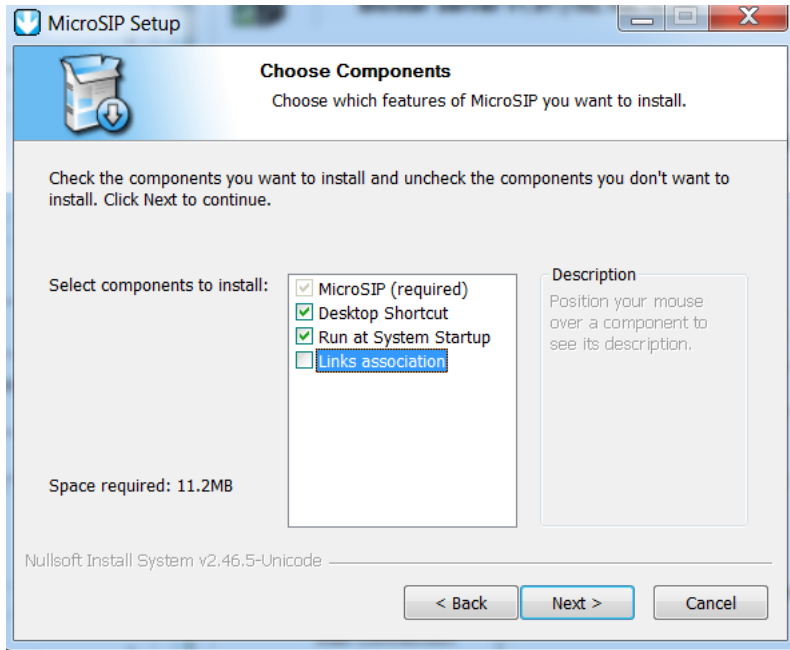 MicroSIP Setup
Choose Components
Choose which features of MicroSIP you want to install.
Check the components you want to install and uncheck the components you don't want to
install. Click Next to continue.
Select components to install:
MicroSIP (required)
Desktop Shortcut
Run at System Startup
Links association
Description
Position your mouse
over a component to
see its description.
Space required: 11.2MB
Nullsoft Install System v2.46.5-Unicode
< Back
Next >
Cancel